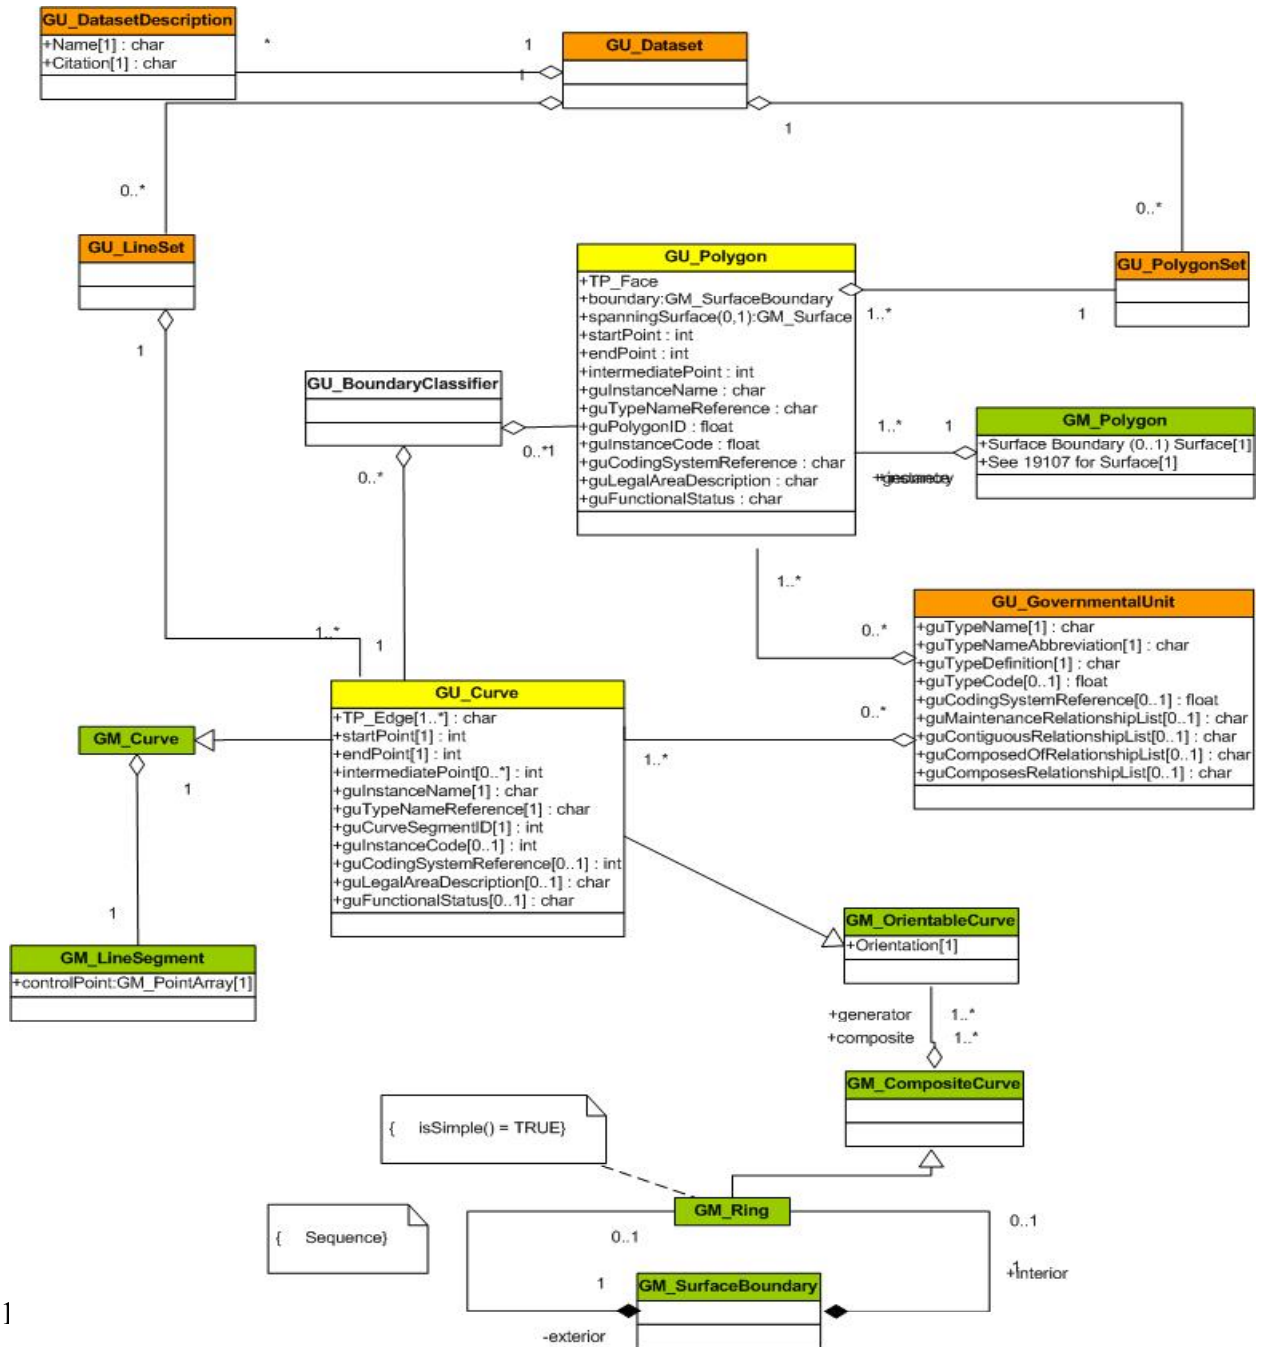 GU_DatasetDescription
+Name[1] : char
+Citation[1] : char
*
1
1
GU_Dataset
1
0..*
0..*
GU_LineSet
1
GU_PolygonSet
GU_Polygon
+TP_Face
+boundary:GM_SurfaceBoundary
+spanningSurface(0,1):GM_Surface
+startPoint : int
+endPoint : int
+intermediatePoint : int
+guInstanceName : char
+guTypeNameReference : char
+guPolygonID : float
+guInstanceCode : float
+guCodingSystemReference : char
+guLegalAreaDescription : char
+guFunctionalStatus : char
1..*
1
GU_BoundaryClassifier
0..*1
0..*
1..*
1
GM_Polygon
+Surface Boundary (0..1) Surface[1]
+See 19107 for Surface[1]
1..*
0..*
GU_GovernmentalUnit
+guTypeName[1] : char
+guTypeNameAbbreviation[1] : char
+guTypeDefinition[1] : char
+guTypeCode[0..1] : float
+guCodingSystemReference[0..1] : float
+guMaintenanceRelationshipList[0..1] : char
+guContiguousRelationshipList[0..1] : char
+guComposedOfRelationshipList[0..1] : char
+guComposesRelationshipList[0..1] : char
0..*
1..*
1..*
1
GU_Curve
+TP_Edge[1..*] : char
+startPoint[1] : int
+endPoint[1] : int
+intermediatePoint[0..*] : int
+guInstanceName[1] : char
+guTypeNameReference[1] : char
+guCurveSegmentID[1] : int
+guInstanceCode[0..1] : int
+guCodingSystemReference[0..1] : int
+guLegalAreaDescription[0..1] : char
+guFunctionalStatus[0..1] : char
GM_Curve
1
1
GM_LineSegment
+controlPoint:GM_PointArray[1]
GM_OrientableCurve
+Orientation[1]
+generator 1..*
+composite 1..*
GM_CompositeCurve
{ isSimple() = TRUE}
{ Sequence}
GM_Ring
0..1
0..1
1
1
+Interior
GM_SurfaceBoundary
-exterior
1